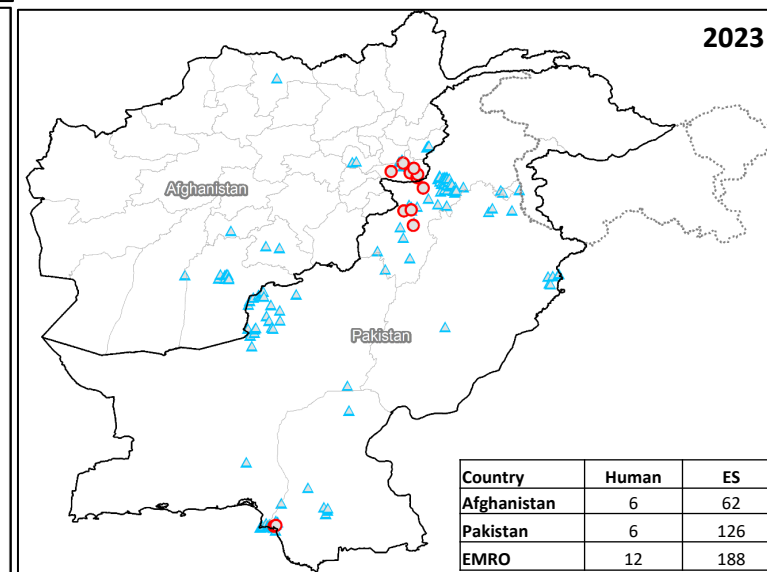 2023
Afghanistan
Pakistan
Country Human ES
Afghanistan 6 62
Pakistan 6 126
EMRO 12 188